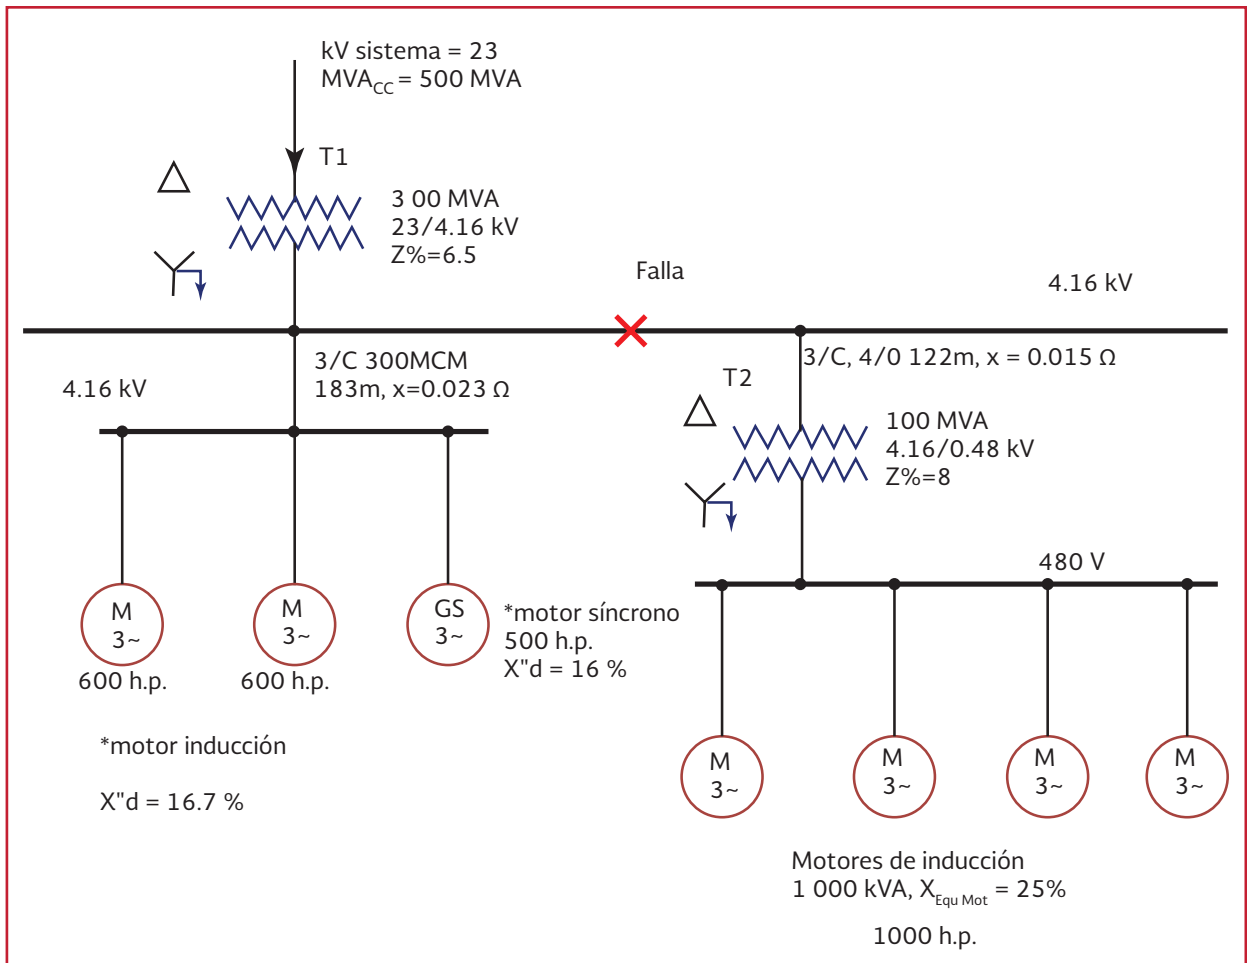 kV sistema = 23
MVACC = 500 MVA
T1
3 00 MVA
23/4.16 kV
Z%=6.5
Falla
4.16 kV
3/C 300MCM
183m, x=0.023 Ω
4.16 kV
3/C, 4/0 122m, x = 0.015 Ω
T2
100 MVA
4.16/0.48 kV
Z%=8
480 V
M
3~
M
3~
GS
3~
*motor síncrono
500 h.p.
X"d = 16 %
600 h.p.
600 h.p.
*motor inducción
X"d = 16.7 %
M
3~
M
3~
M
3~
M
3~
Motores de inducción
1 000 kVA, XEqu Mot = 25%
1000 h.p.